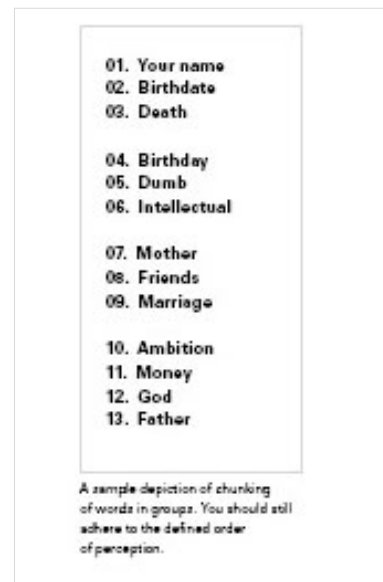 01. Your name
02. Birthdate
03. Death
04. Birthday
05. Dumb
06. Intellectual
07. Mother
08. Friends
09. Marriage
10. Ambition
11. Money
12. God
13. Father
A sample depiction of chunking
of words in groups. You should still
adhere to the defined order
of perception.